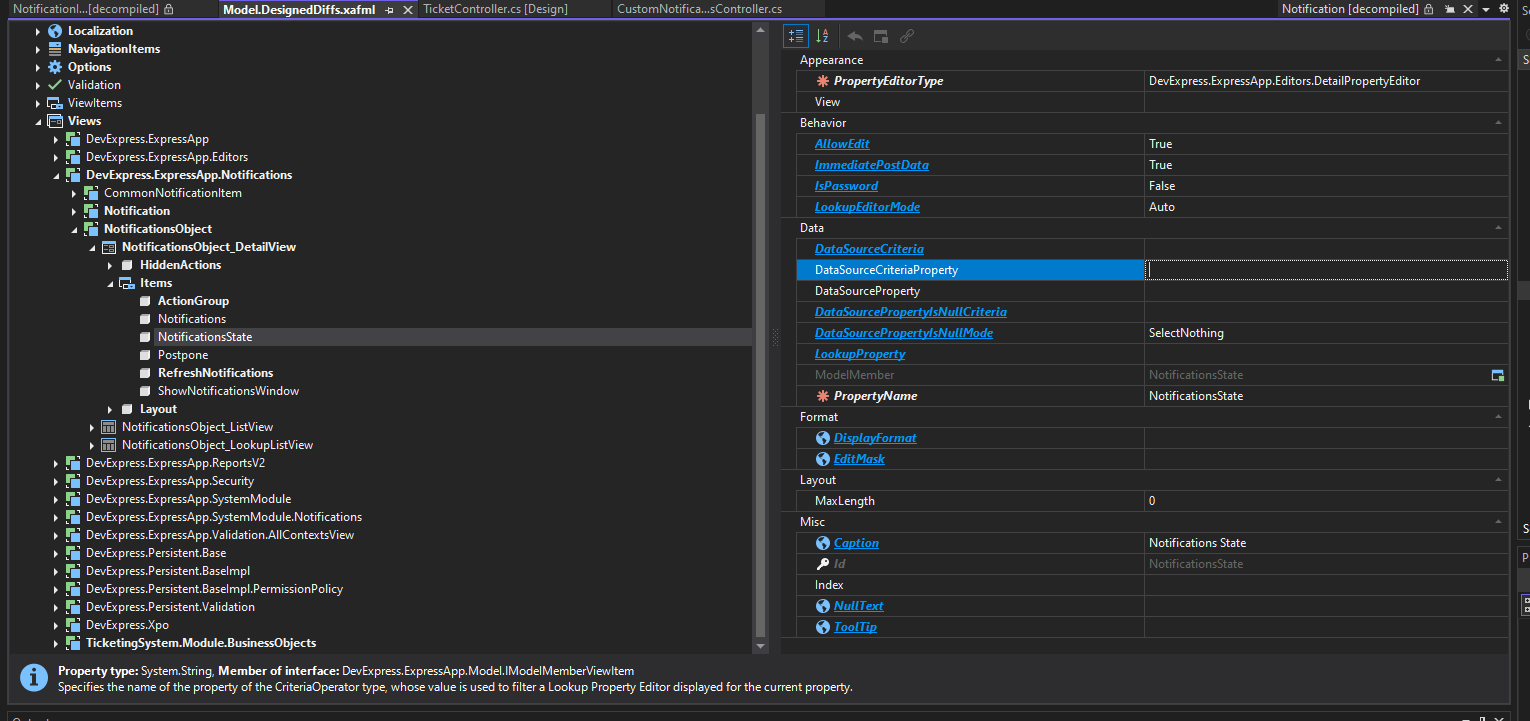 NotificationI...[decompiled]
Model.DesignedDiffs.xafml
TicketController.cs [Design]
CustomNotifica...sController.cs
Notification [decompiled]
Localization
NavigationItems
Options
Validation
ViewItems
Views
DevExpress.ExpressApp
DevExpress.ExpressApp.Editors
DevExpress.ExpressApp.Notifications
CommonNotificationItem
Notification
NotificationsObject
NotificationsObject_DetailView
HiddenActions
Items
ActionGroup
Notifications
NotificationsState
Postpone
RefreshNotifications
ShowNotificationsWindow
Layout
NotificationsObject_ListView
NotificationsObject_LookupListView
DevExpress.ExpressApp.ReportsV2
DevExpress.ExpressApp.Security
DevExpress.ExpressApp.SystemModule
DevExpress.ExpressApp.SystemModule.Notifications
DevExpress.ExpressApp.Validation.AllContextsView
DevExpress.Persistent.Base
DevExpress.Persistent.BaseImpl
DevExpress.Persistent.BaseImpl.PermissionPolicy
DevExpress.Persistent.Validation
DevExpress.Xpo
TicketingSystem.Module.BusinessObjects
Appearance
PropertyEditorType DevExpress.ExpressApp.Editors.DetailPropertyEditor
View
Behavior
AllowEdit True
ImmediatePostData True
IsPassword False
LookupEditorMode Auto
Data
DataSourceCriteria
DataSourceCriteriaProperty
DataSourceProperty
DataSourcePropertyIsNullCriteria
DataSourcePropertyIsNullMode SelectNothing
LookupProperty
ModelMember NotificationsState
PropertyName NotificationsState
Format
DisplayFormat
EditMask
Layout
MaxLength 0
Misc
Caption Notifications State
Id NotificationsState
Index
NullText
ToolTip
Property type: System.String, Member of interface: DevExpress.ExpressApp.Model.IModelMemberViewItem
Specifies the name of the property of the CriteriaOperator type, whose value is used to filter a Lookup Property Editor displayed for the current property.